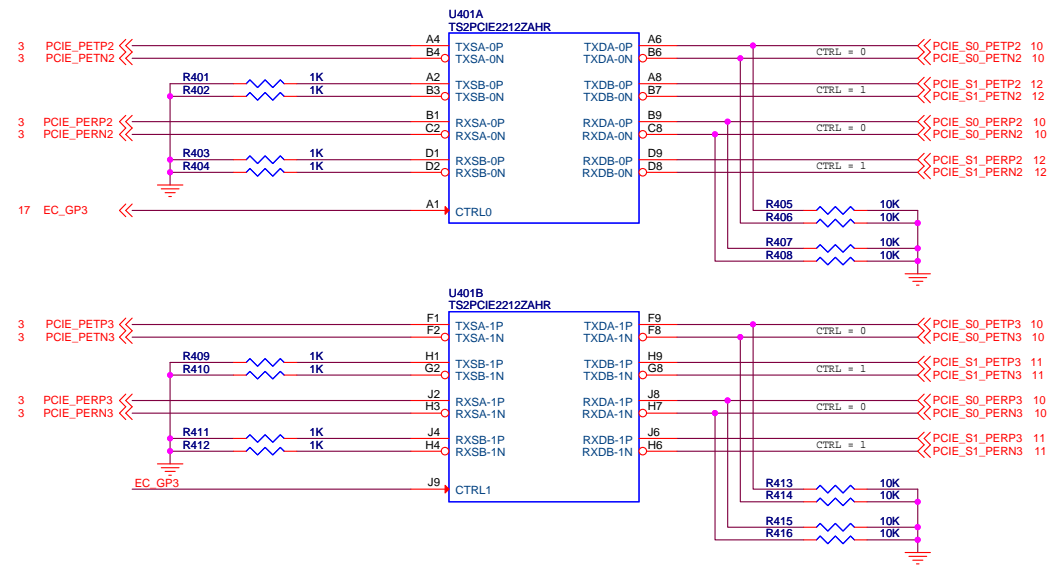 U401A
TS2PCIE2212ZAHR
3 PCIE_PETP2 A4 TXSA-0P TXDA-0P A6 PCIE_S0_PETP2 10
CTRL = 0
3 PCIE_PETN2 B4 TXSA-0N TXDA-0N B6 PCIE_S0_PETN2 10
R401 1K A2 TXSB-0P TXDB-0P A8 PCIE_S1_PETP2 12
CTRL = 1
R402 1K B3 TXSB-0N TXDB-0N B7 PCIE_S1_PETN2 12
3 PCIE_PERP2 B1 RXSA-0P RXDA-0P B9 PCIE_S0_PERP2 10
CTRL = 0
3 PCIE_PERN2 C2 RXSA-0N RXDA-0N C8 PCIE_S0_PERN2 10
R403 1K D1 RXSB-0P RXDB-0P D9 PCIE_S1_PERP2 12
CTRL = 1
R404 1K D2 RXSB-0N RXDB-0N D8 PCIE_S1_PERN2 12
17 EC_GP3 A1 CTRL0
R405 10K
R406 10K
R407 10K
R408 10K
U401B
TS2PCIE2212ZAHR
3 PCIE_PETP3 F1 TXSA-1P TXDA-1P F9 PCIE_S0_PETP3 10
CTRL = 0
3 PCIE_PETN3 F2 TXSA-1N TXDA-1N F8 PCIE_S0_PETN3 10
R409 1K H1 TXSB-1P TXDB-1P H9 PCIE_S1_PETP3 11
CTRL = 1
R410 1K G2 TXSB-1N TXDB-1N G8 PCIE_S1_PETN3 11
3 PCIE_PERP3 J2 RXSA-1P RXDA-1P J8 PCIE_S0_PERP3 10
CTRL = 0
3 PCIE_PERN3 H3 RXSA-1N RXDA-1N H7 PCIE_S0_PERN3 10
R411 1K J4 RXSB-1P RXDB-1P J6 PCIE_S1_PERP3 11
CTRL = 1
R412 1K H4 RXSB-1N RXDB-1N H6 PCIE_S1_PERN3 11
EC_GP3 J9 CTRL1
R413 10K
R414 10K
R415 10K
R416 10K